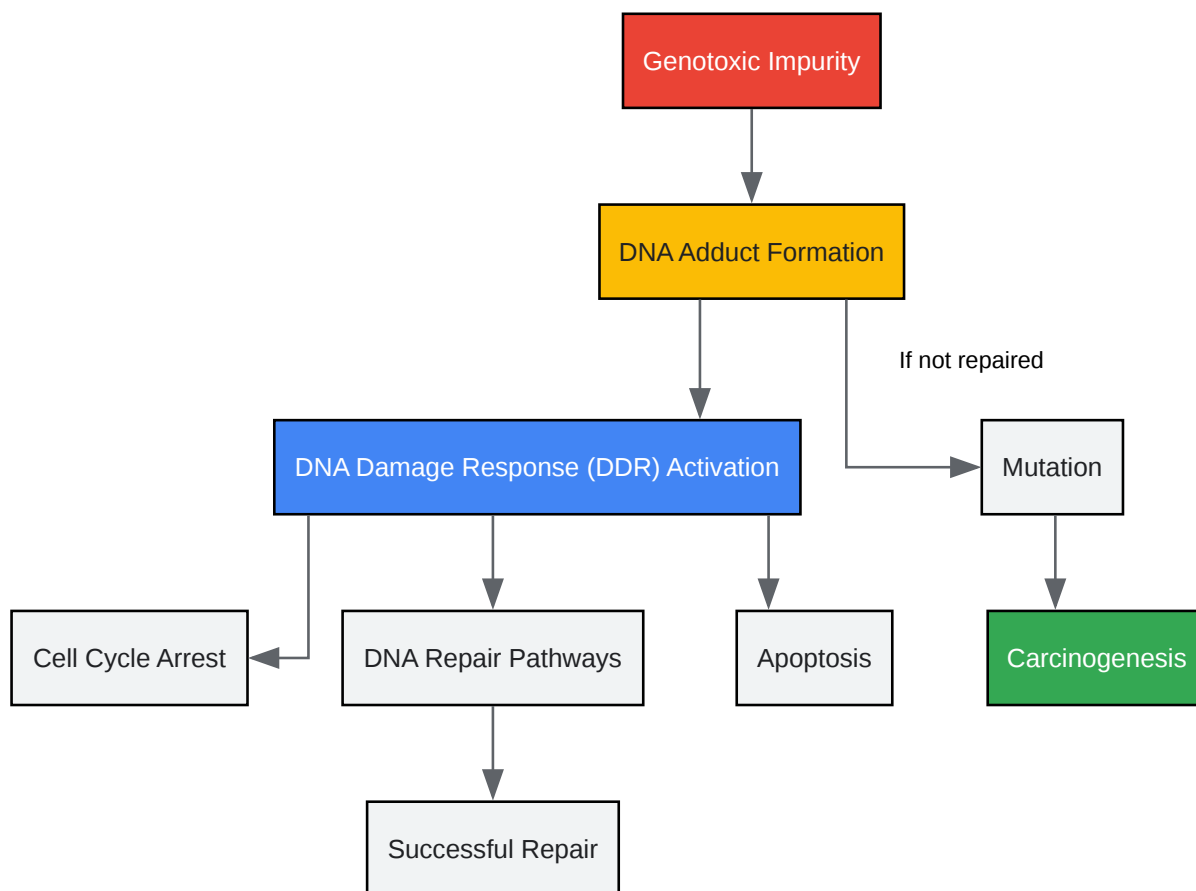 Genotoxic Impurity
DNA Adduct Formation
If not repaired
DNA Damage Response (DDR) Activation
Mutation
Cell Cycle Arrest
DNA Repair Pathways
Apoptosis
Carcinogenesis
Successful Repair